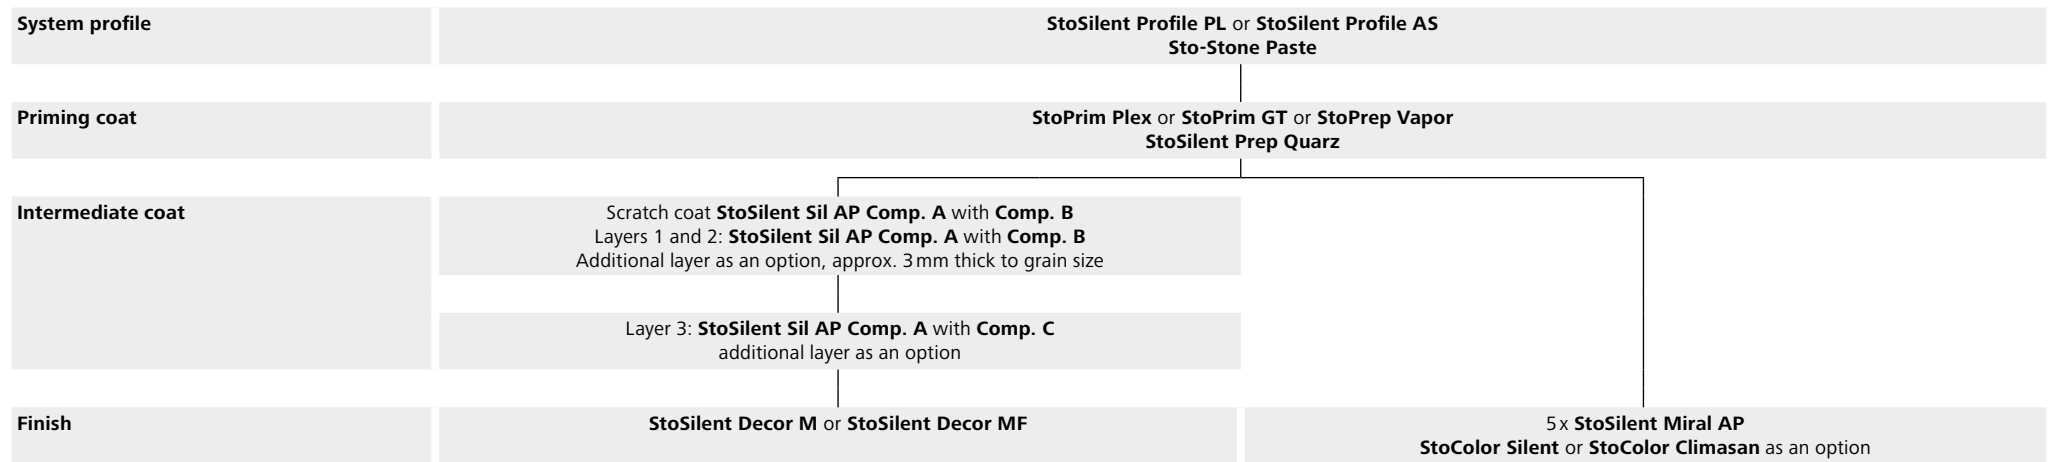 System profile
StoSilent Profile PL or StoSilent Profile AS
Sto-Stone Paste
Priming coat
StoPrim Plex or StoPrim GT or StoPrep Vapor
StoSilent Prep Quarz
Intermediate coat
Scratch coat StoSilent Sil AP Comp. A with Comp. B
Layers 1 and 2: StoSilent Sil AP Comp. A with Comp. B
Additional layer as an option, approx. 3 mm thick to grain size
Layer 3: StoSilent Sil AP Comp. A with Comp. C
additional layer as an option
Finish
StoSilent Decor M or StoSilent Decor MF
5 x StoSilent Miral AP
StoColor Silent or StoColor Climasan as an option